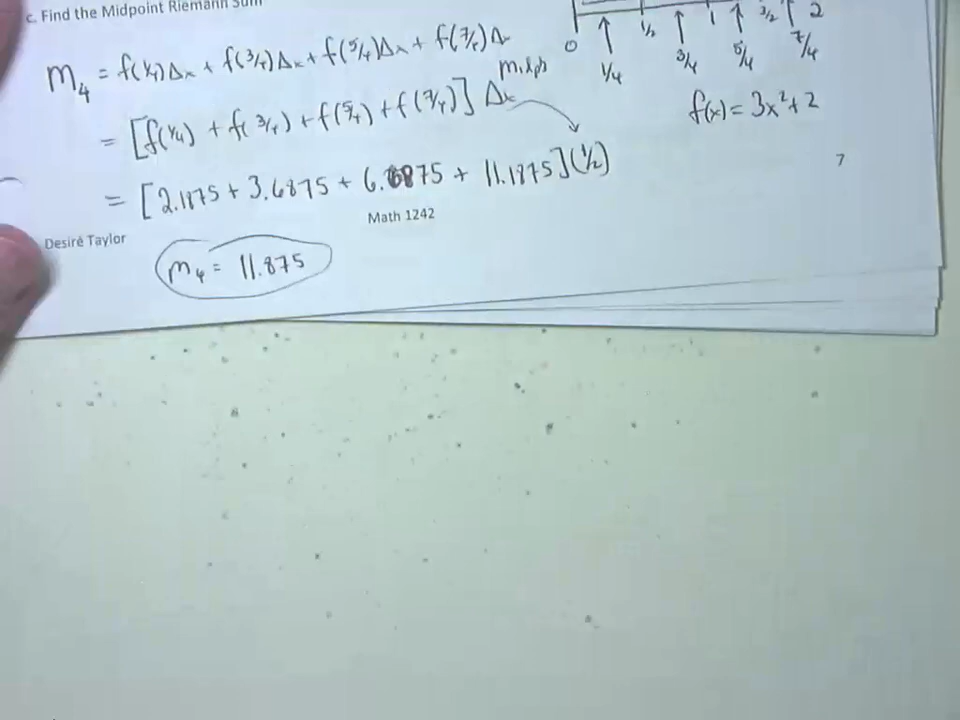 c. Find the Midpoint Riemann Sum
M₄ = f(¼)Δx + f(3/4)Δx + f(5/4)Δx + f(7/4)Δx
= [f(1/4) + f(3/4) + f(5/4) + f(7/4)] Δx
= [2.1875 + 3.6875 + 6.6875 + 11.1875](1/2)
M₄ = 11.875
0 1/2 1 3/2 2
1/4 3/4 5/4 7/4
f(x) = 3x² + 2
7
Math 1242
Desiré Taylor